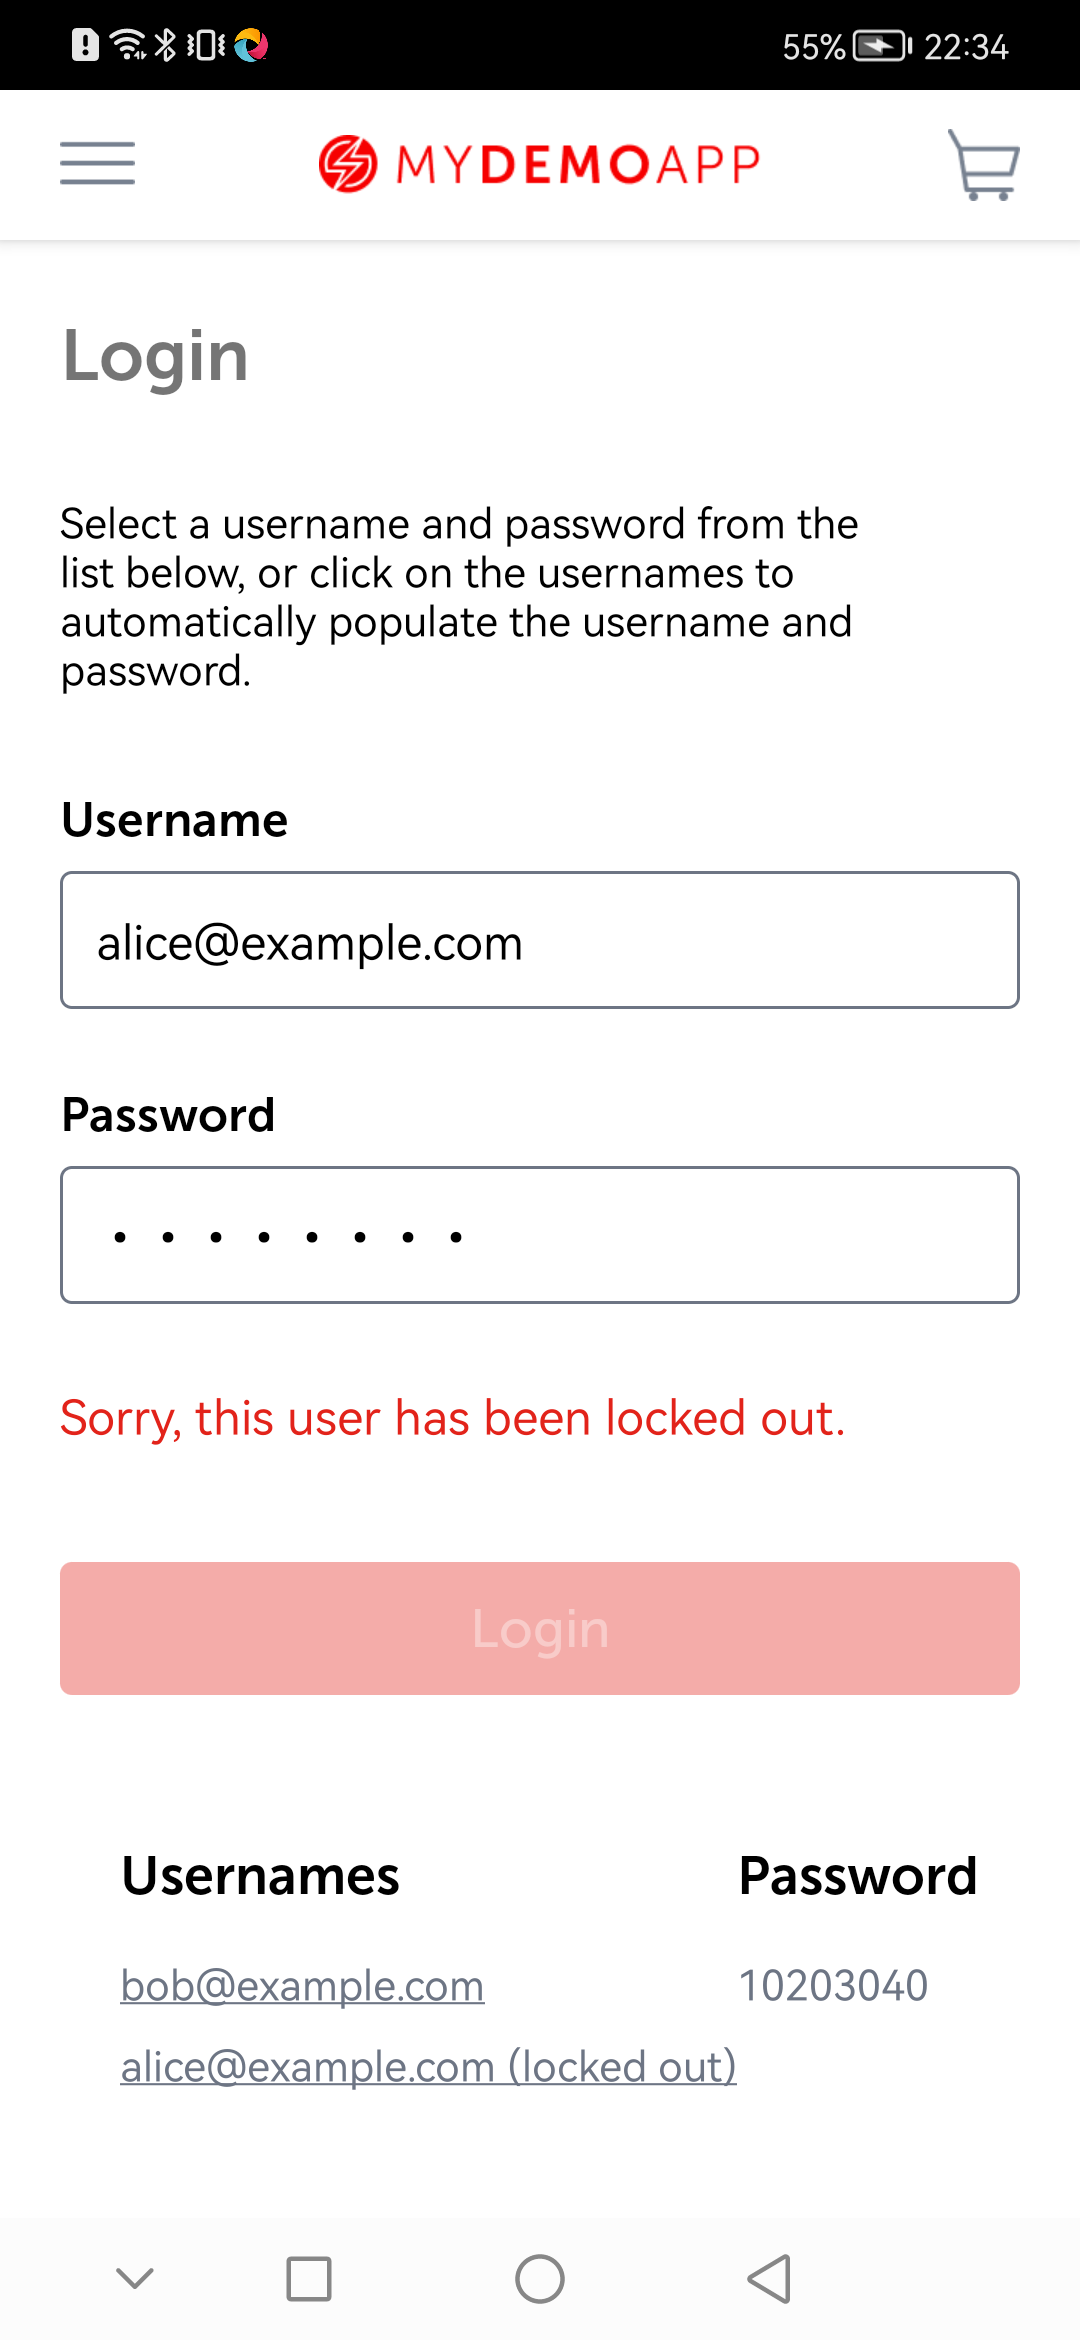 55% 22:34
MYDEMOAPP
Login
Select a username and password from the
list below, or click on the usernames to
automatically populate the username and
password.
Username
alice@example.com
Password
••••••••
Sorry, this user has been locked out.
Login
Usernames Password
bob@example.com 10203040
alice@example.com (locked out)